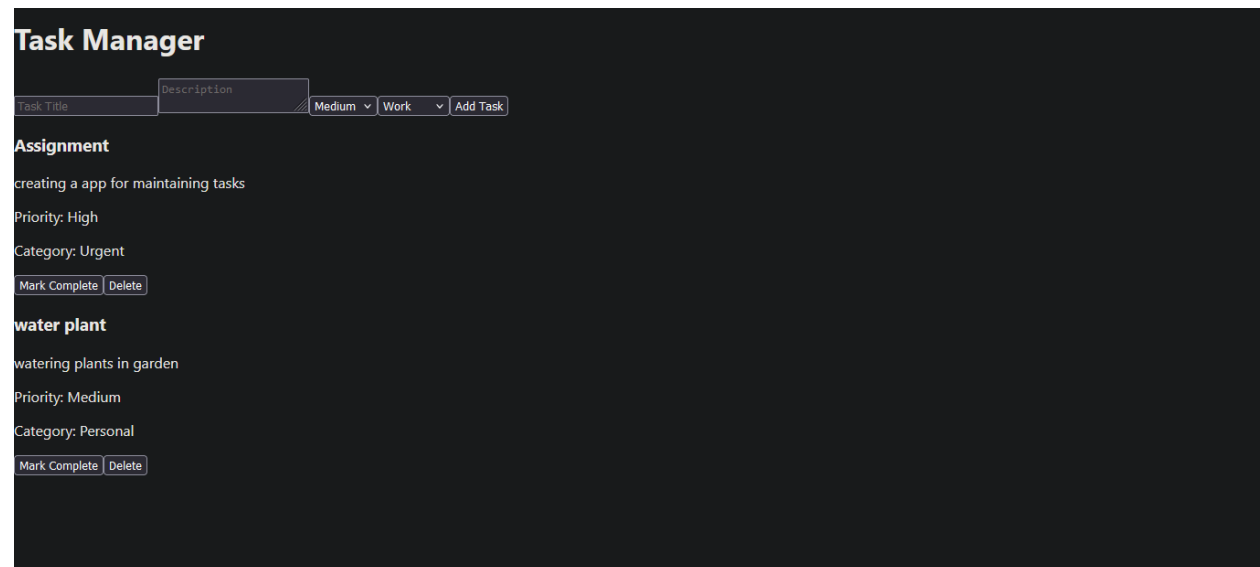 Task Manager
Task Title Description Medium Work Add Task
Assignment
creating a app for maintaining tasks
Priority: High
Category: Urgent
Mark Complete Delete
water plant
watering plants in garden
Priority: Medium
Category: Personal
Mark Complete Delete